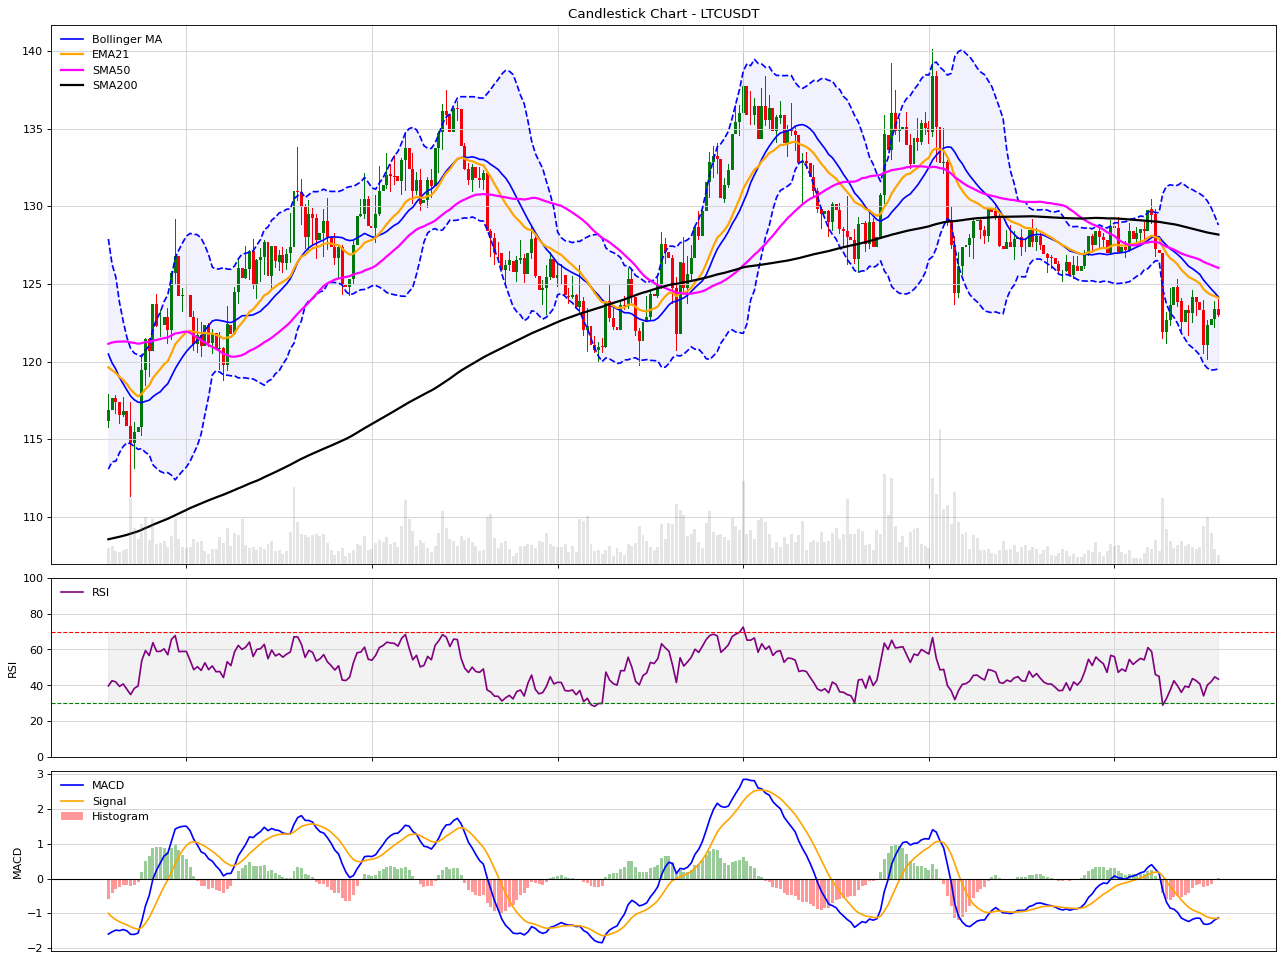 Candlestick Chart - LTCUSDT
Bollinger MA
EMA21
SMA50
SMA200
140
135
130
125
120
115
110
RSI
100
80
60
40
20
0
RSI
MACD
Signal
Histogram
3
2
1
0
−1
−2
MACD